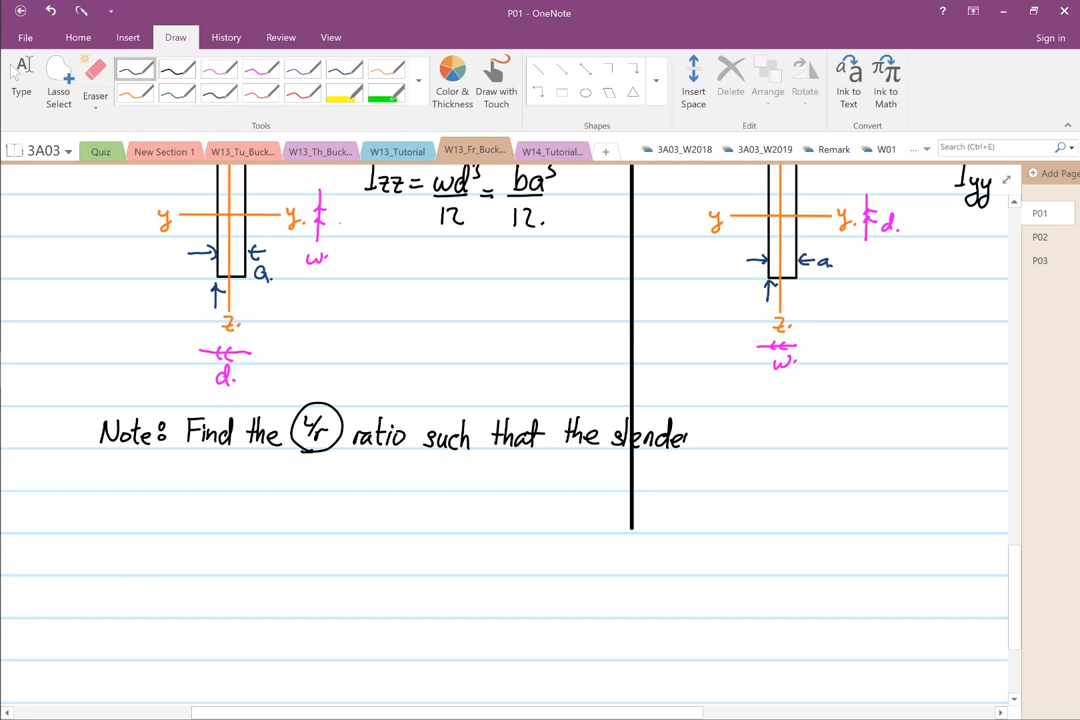 P01 - OneNote
File Home Insert Draw History Review View
Sign in
Type
Lasso Select
Eraser
Color & Thickness
Draw with Touch
Insert Space
Delete
Arrange
Rotate
Ink to Text
Ink to Math
Tools Shapes Edit Convert
3A03 Quiz New Section 1 W13_Tu_Buck... W13_Th_Buck... W13_Tutorial W13_Fr_Buck... W14_Tutorial... 3A03_W2018 3A03_W2019 Remark W01 ... Search (Ctrl+E)
Add Page
P01
P02
P03
Izz = wd³/12 = ba³/12.
y y.
w.
a.
z.
d.
Iyy
y y.
d.
a
z.
w.
Note: Find the ratio such that the slender